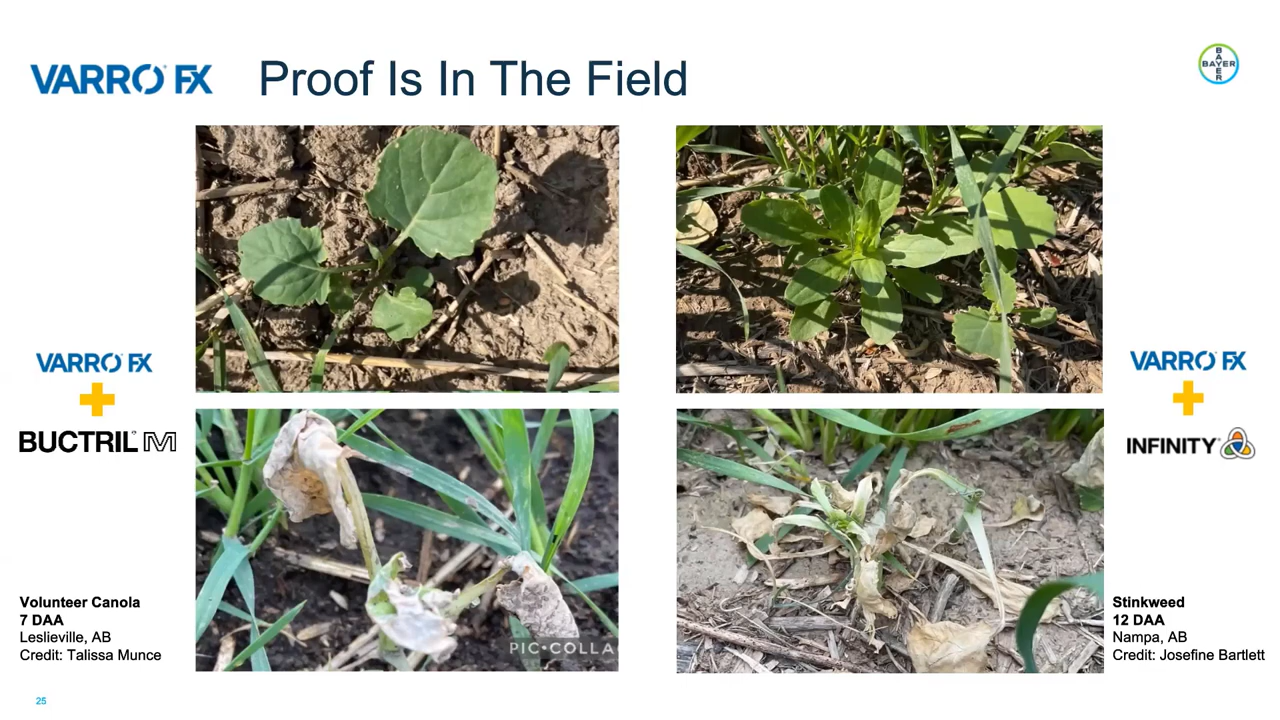 VARRO FX Proof Is In The Field
BAYER
BAYER
VARRO FX
BUCTRIL M
VARRO FX
INFINITY
Volunteer Canola
7 DAA
Leslieville, AB
Credit: Talissa Munce
PIC•COLLA
Stinkweed
12 DAA
Nampa, AB
Credit: Josefine Bartlett
25